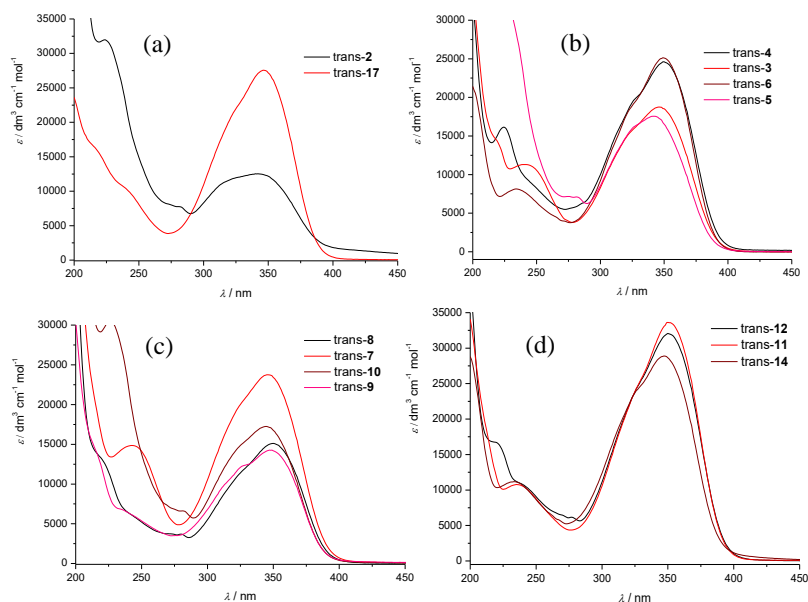 (a)
35000
30000
25000
20000
15000
10000
5000
0
ε / dm³ cm⁻¹ mol⁻¹
trans-2
trans-17
200 250 300 350 400 450
λ / nm
(b)
30000
25000
20000
15000
10000
5000
0
ε / dm³ cm⁻¹ mol⁻¹
trans-4
trans-3
trans-6
trans-5
200 250 300 350 400 450
λ / nm
(c)
30000
25000
20000
15000
10000
5000
0
ε / dm³ cm⁻¹ mol⁻¹
trans-8
trans-7
trans-10
trans-9
200 250 300 350 400 450
λ / nm
(d)
35000
30000
25000
20000
15000
10000
5000
0
ε / dm³ cm⁻¹ mol⁻¹
trans-12
trans-11
trans-14
200 250 300 350 400 450
λ / nm